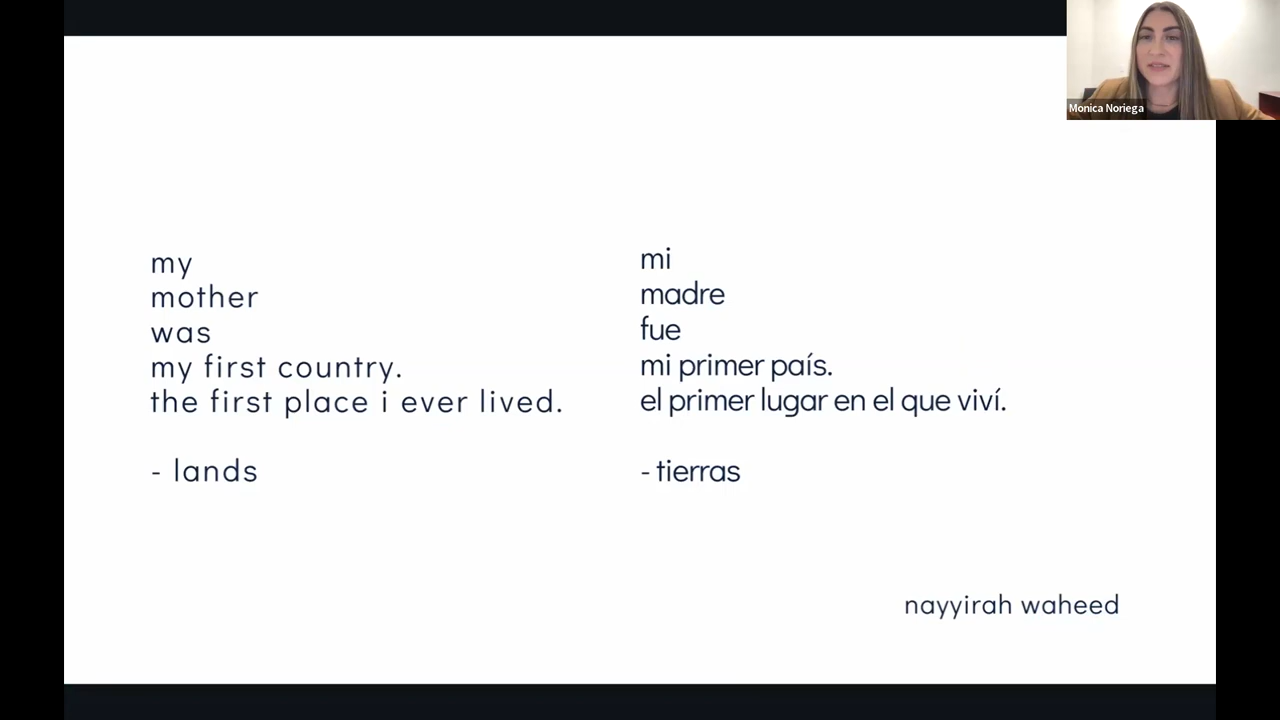 Monica Noriega
my
mother
was
my first country.
the first place i ever lived.
- lands
mi
madre
fue
mi primer país.
el primer lugar en el que viví.
- tierras
nayyirah waheed